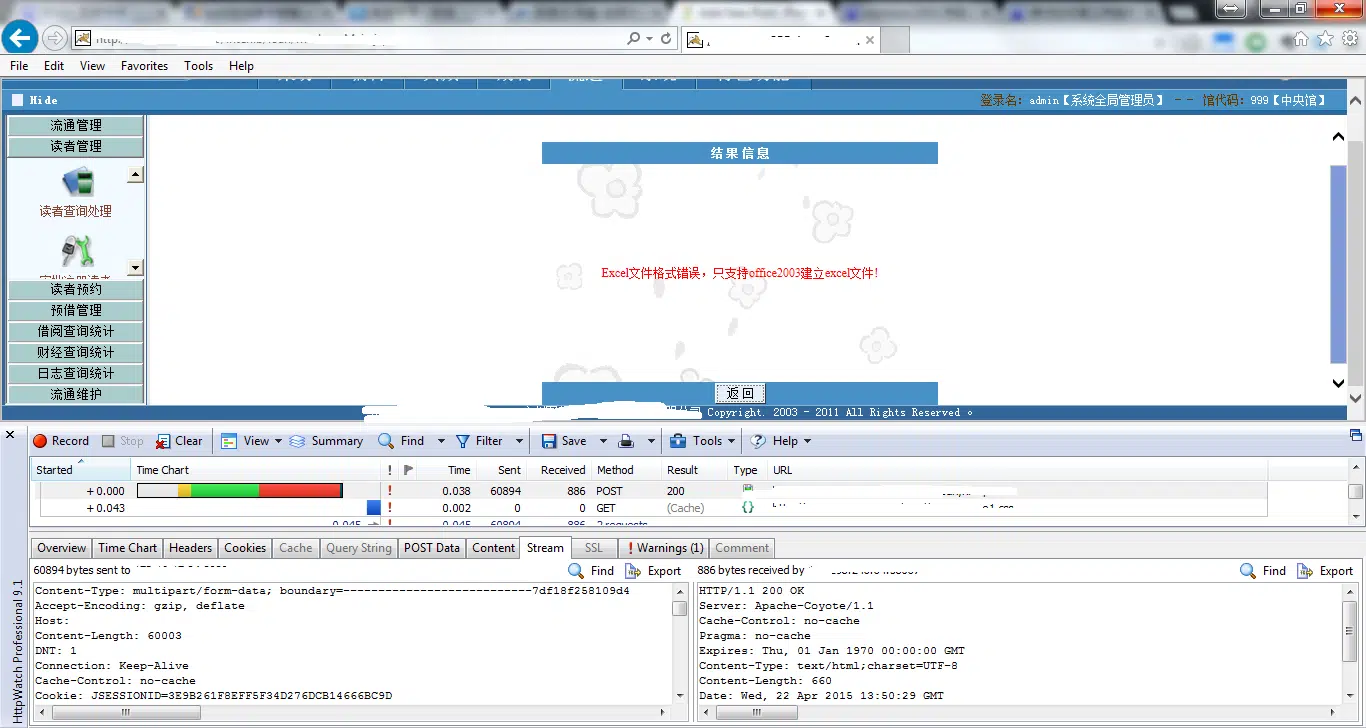 File Edit View Favorites Tools Help
Hide
登录名: admin【系统全局管理员】 -- 馆代码: 999【中央馆】
流通管理
读者管理
读者查询处理
读者预约
预借管理
借阅查询统计
财经查询统计
日志查询统计
流通维护
结果信息
Excel文件格式错误，只支持office2003建立excel文件!
返回
Copyright. 2003 - 2011 All Rights Reserved 。
Record Stop Clear View Summary Find Filter Save Tools Help
Started Time Chart ! Time Sent Received Method Result Type URL
+ 0.000 ! 0.038 60894 886 POST 200
+ 0.043 ! 0.002 0 0 GET (Cache) {}
0.045 ! 0.045 60894 886 2 requests
Overview Time Chart Headers Cookies Cache Query String POST Data Content Stream SSL ! Warnings (1) Comment
60894 bytes sent to
Find Export
886 bytes received by
Find Export
Content-Type: multipart/form-data; boundary=---------------------------7df18f258109d4
Accept-Encoding: gzip, deflate
Host:
Content-Length: 60003
DNT: 1
Connection: Keep-Alive
Cache-Control: no-cache
Cookie: JSESSIONID=3E9B261F8EFF5F34D276DCB14666BC9D
HTTP/1.1 200 OK
Server: Apache-Coyote/1.1
Cache-Control: no-cache
Pragma: no-cache
Expires: Thu, 01 Jan 1970 00:00:00 GMT
Content-Type: text/html;charset=UTF-8
Content-Length: 660
Date: Wed, 22 Apr 2015 13:50:29 GMT
HttpWatch Professional 9.1